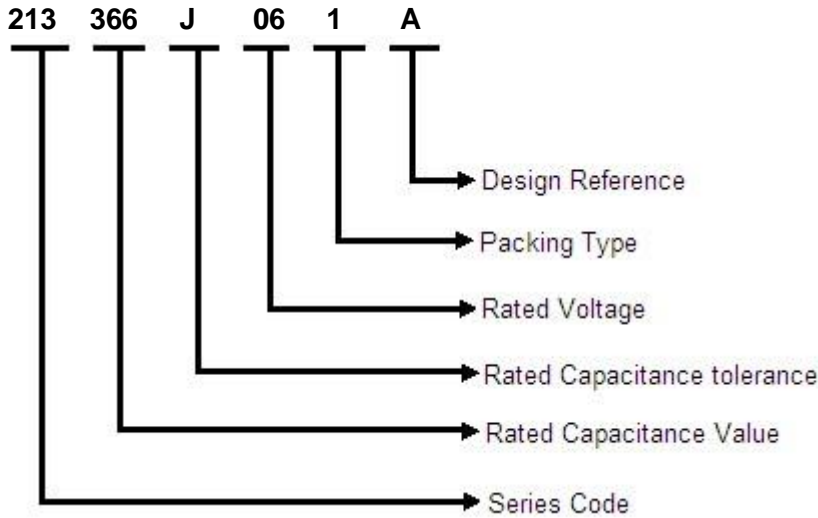 213 366 J 06 1 A
Design Reference
Packing Type
Rated Voltage
Rated Capacitance tolerance
Rated Capacitance Value
Series Code